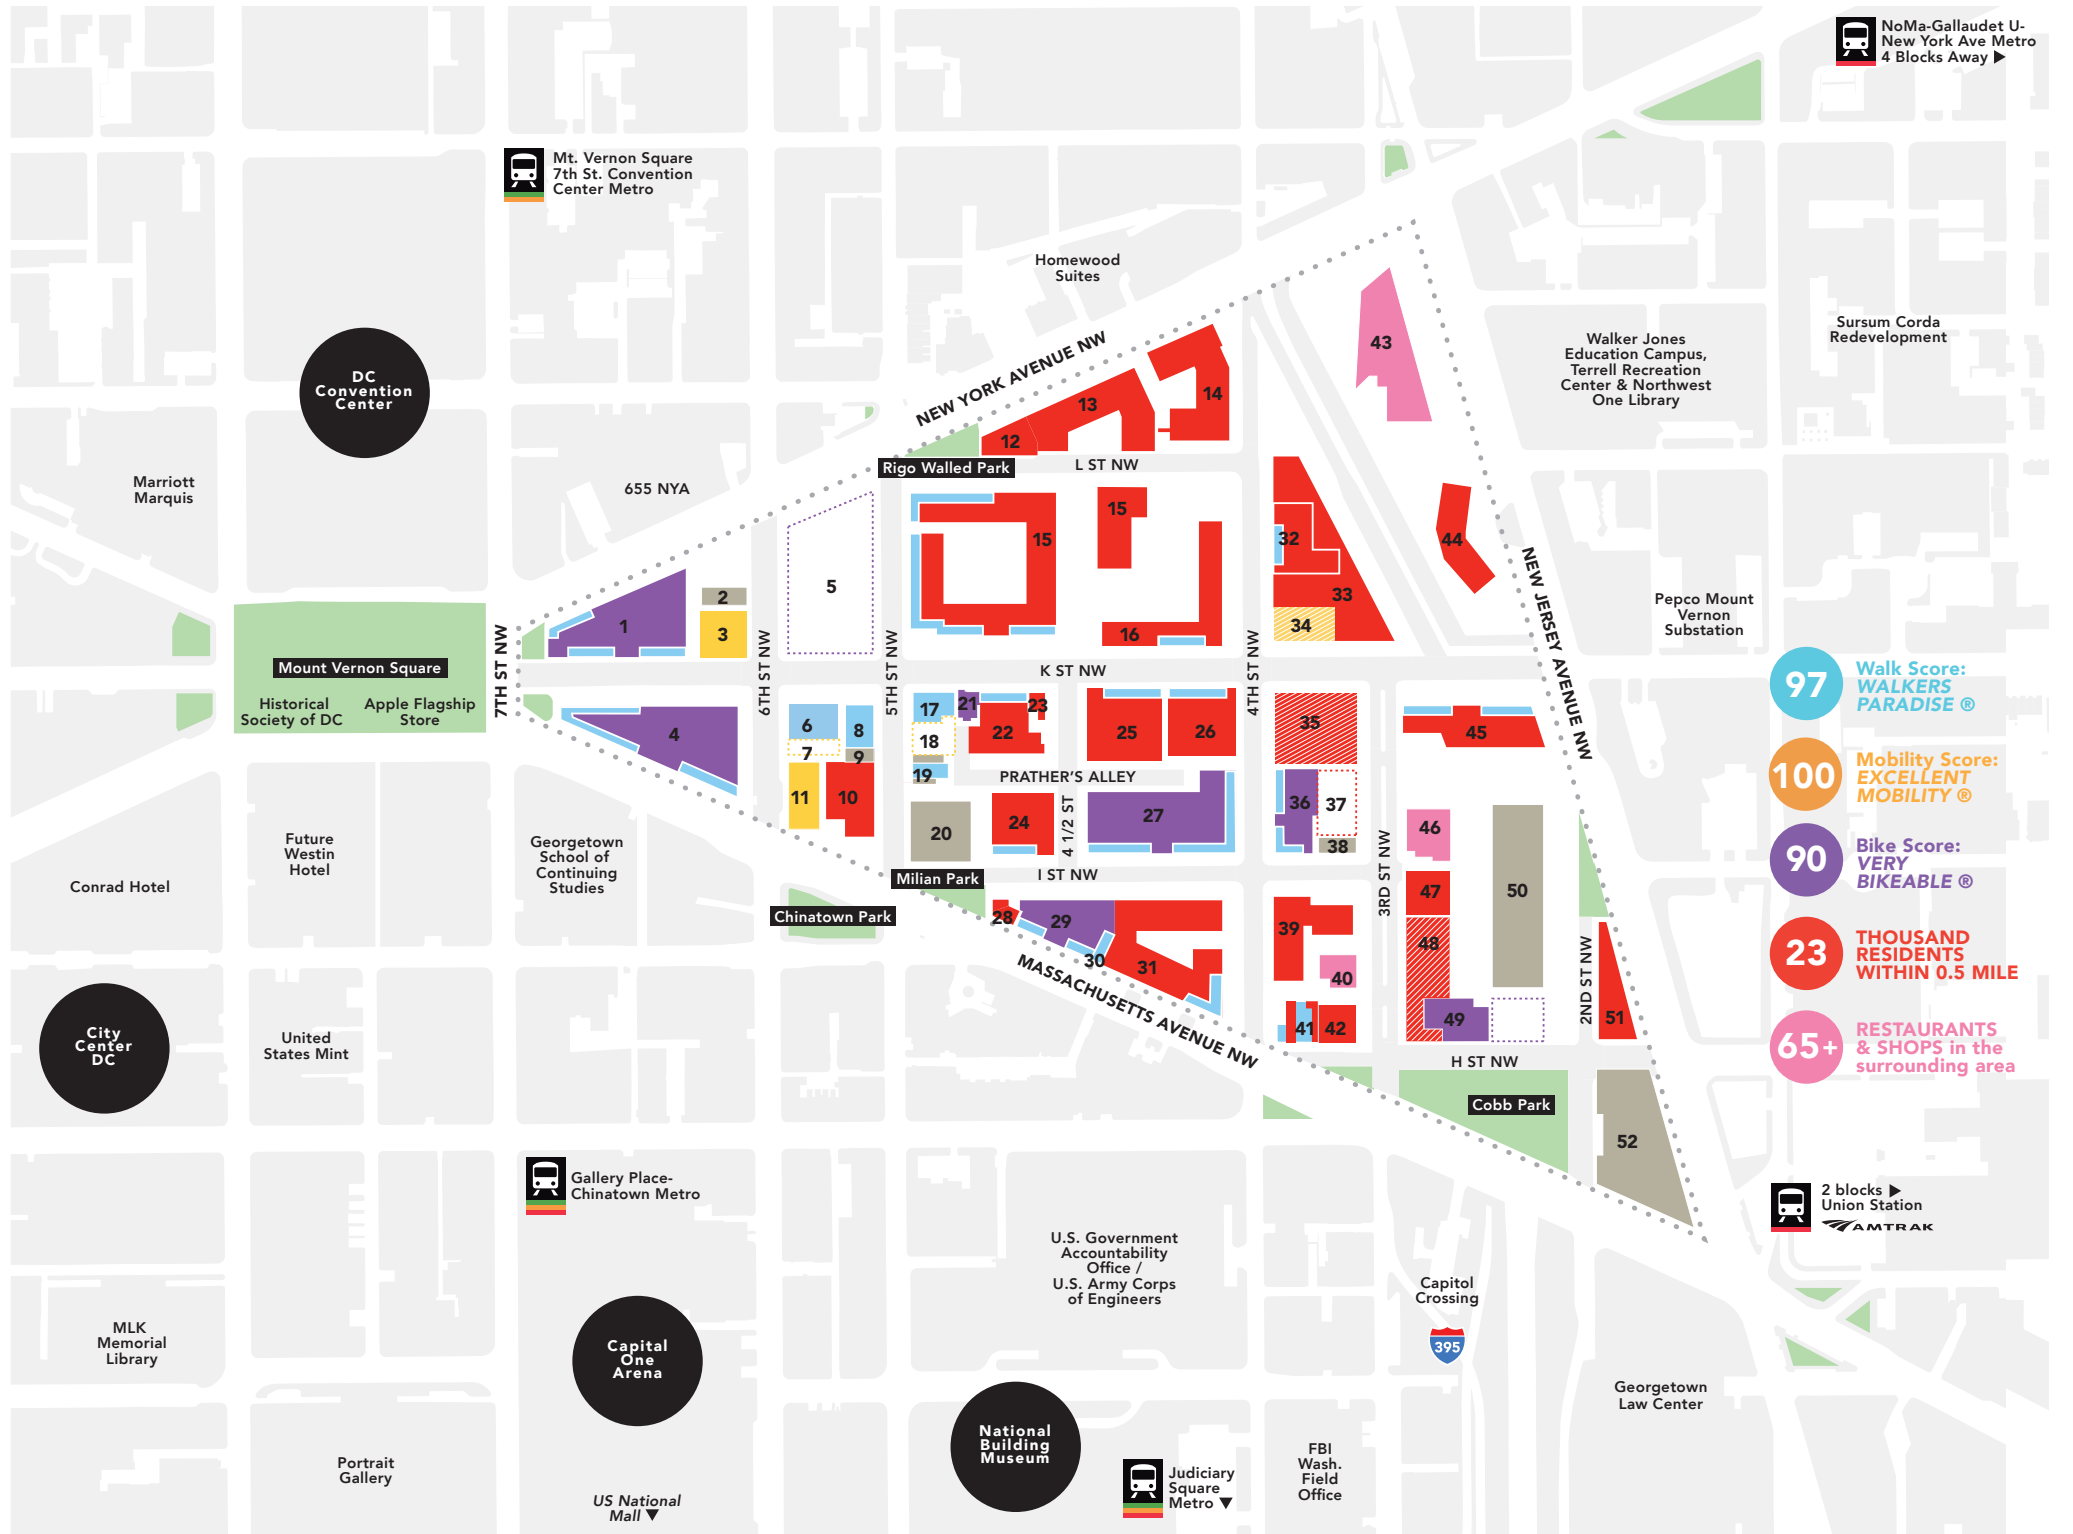 NoMa-Gallaudet U-
New York Ave Metro
4 Blocks Away ▶
Mt. Vernon Square
7th St. Convention
Center Metro
Homewood
Suites
DC
Convention
Center
NEW YORK AVENUE NW
43
Walker Jones
Education Campus,
Terrell Recreation
Center & Northwest
One Library
Sursum Corda
Redevelopment
14
13
12
Rigo Walled Park
L ST NW
Marriott
Marquis
655 NYA
15
15
32
44
NEW JERSEY AVENUE NW
5
2
1
3
16
33
34
Pepco Mount
Vernon
Substation
7TH ST NW
6TH ST NW
5TH ST NW
4TH ST NW
K ST NW
Mount Vernon Square
Historical
Society of DC
Apple Flagship
Store
97
Walk Score:
WALKERS
PARADISE ®
4
6
7
8
9
10
11
17
18
19
20
21
22
23
24
25
26
27
PRATHER'S ALLEY
4 1/2 ST
35
36
37
38
45
46
47
48
49
50
100
Mobility Score:
EXCELLENT
MOBILITY ®
90
Bike Score:
VERY
BIKEABLE ®
23
THOUSAND
RESIDENTS
WITHIN 0.5 MILE
65+
RESTAURANTS
& SHOPS in the
surrounding area
Conrad Hotel
Future
Westin
Hotel
Georgetown
School of
Continuing
Studies
Milian Park
I ST NW
Chinatown Park
3RD ST NW
2ND ST NW
28
29
30
31
39
40
41
42
51
MASSACHUSETTS AVENUE NW
H ST NW
Cobb Park
52
City
Center
DC
United
States Mint
Gallery Place-
Chinatown Metro
2 blocks ▶
Union Station
AMTRAK
U.S. Government
Accountability
Office /
U.S. Army Corps
of Engineers
Capitol
Crossing
395
MLK
Memorial
Library
Capital
One
Arena
Georgetown
Law Center
National
Building
Museum
Portrait
Gallery
US National
Mall ▼
Judiciary
Square
Metro ▼
FBI
Wash.
Field
Office